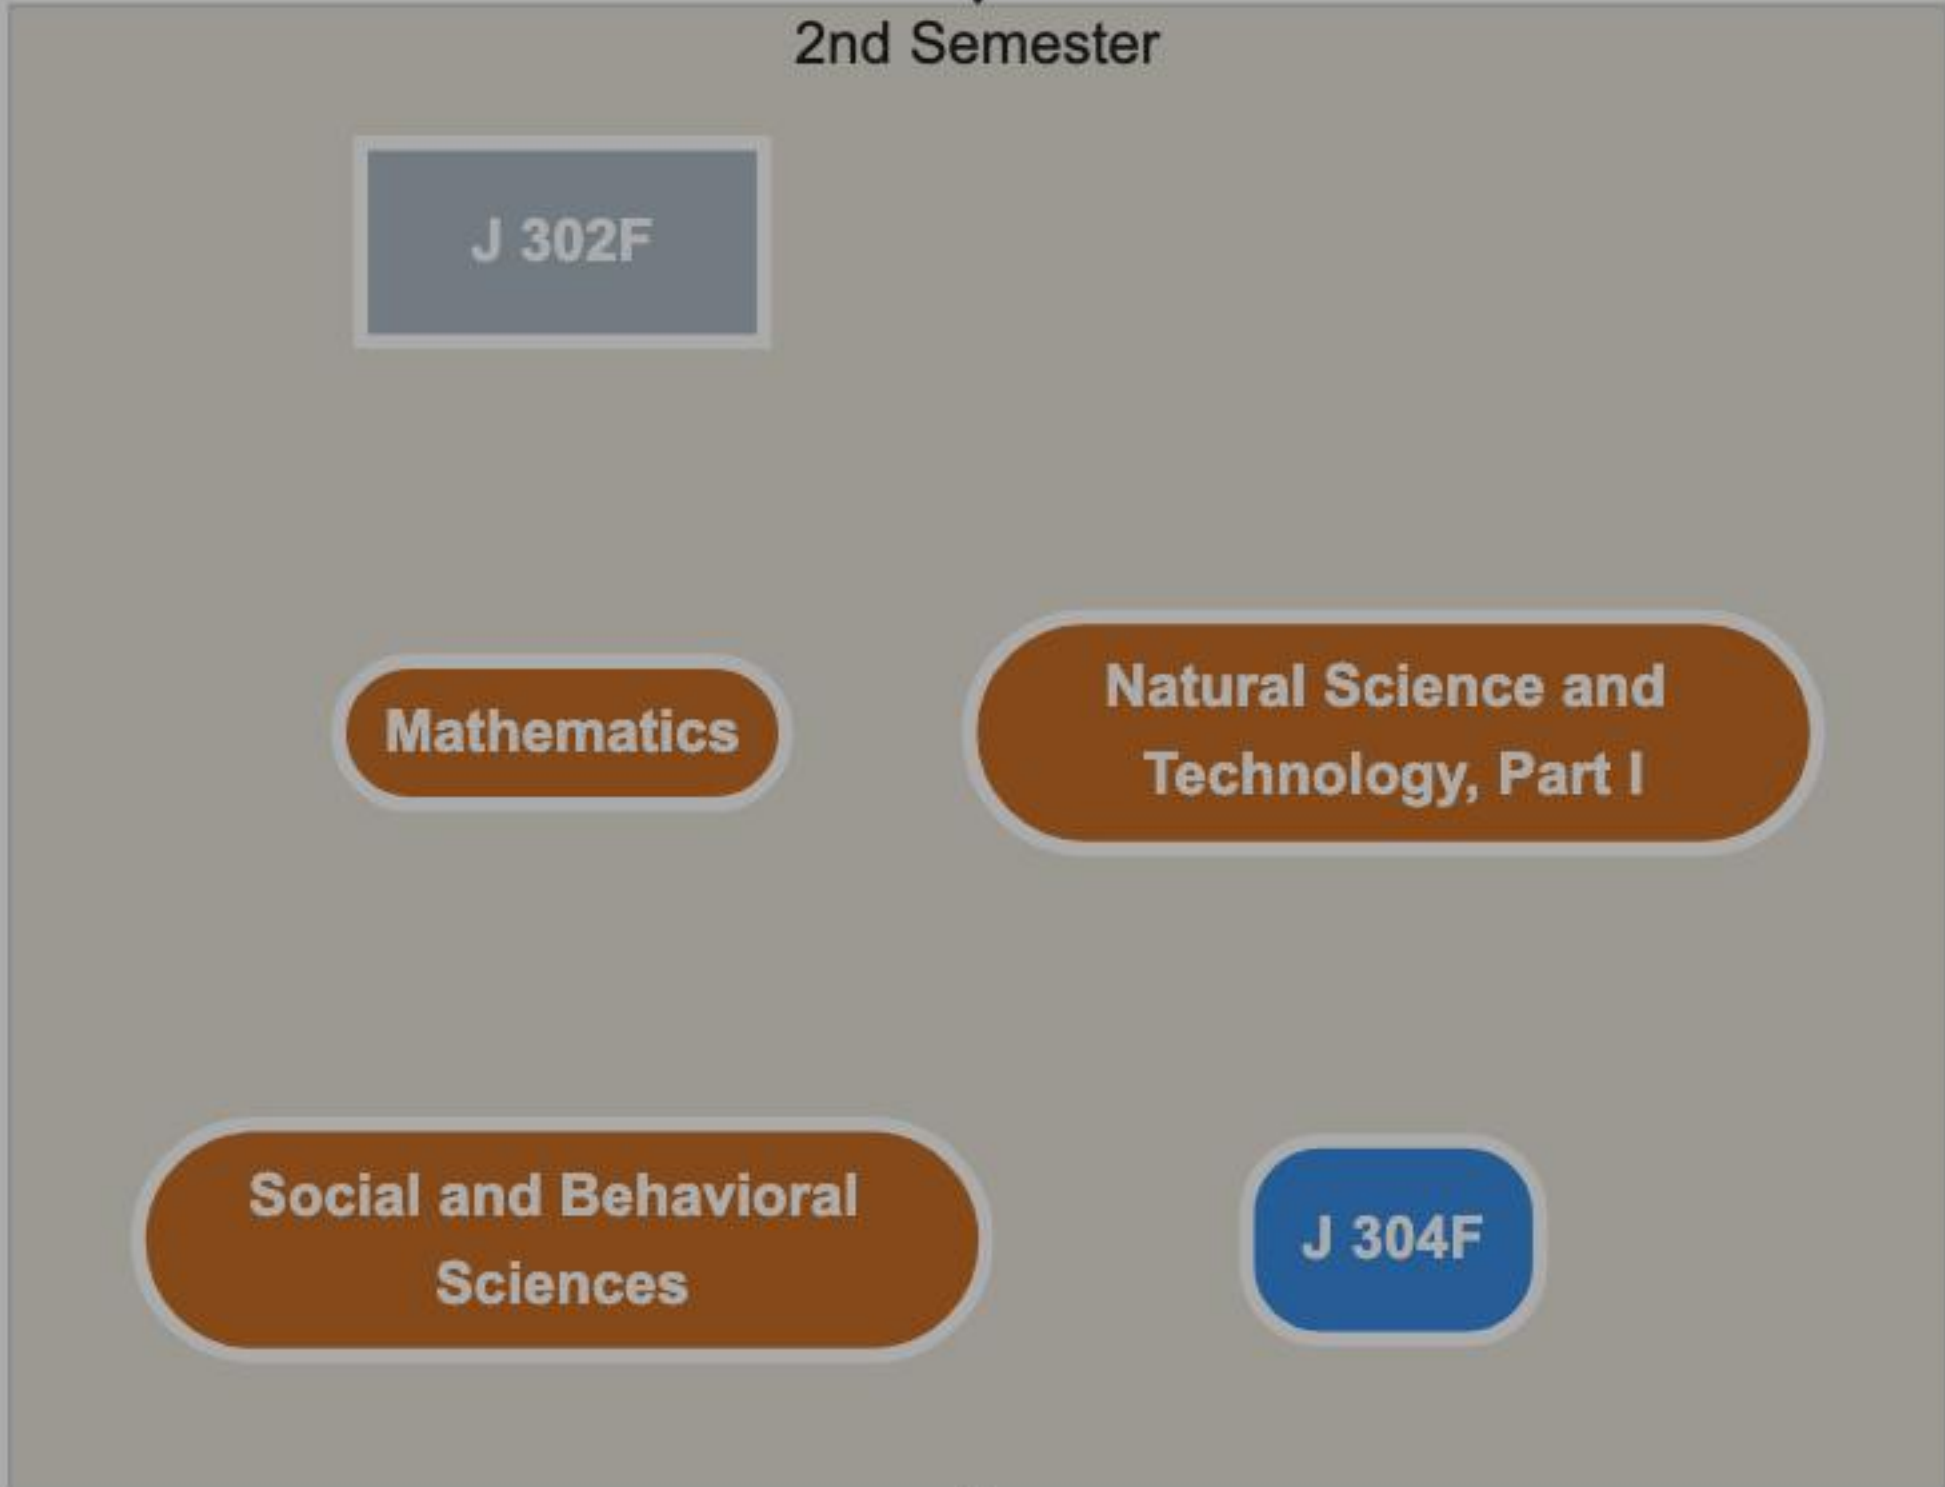 2nd Semester
J 302F
Mathematics
Natural Science and
Technology, Part I
Social and Behavioral
Sciences
J 304F